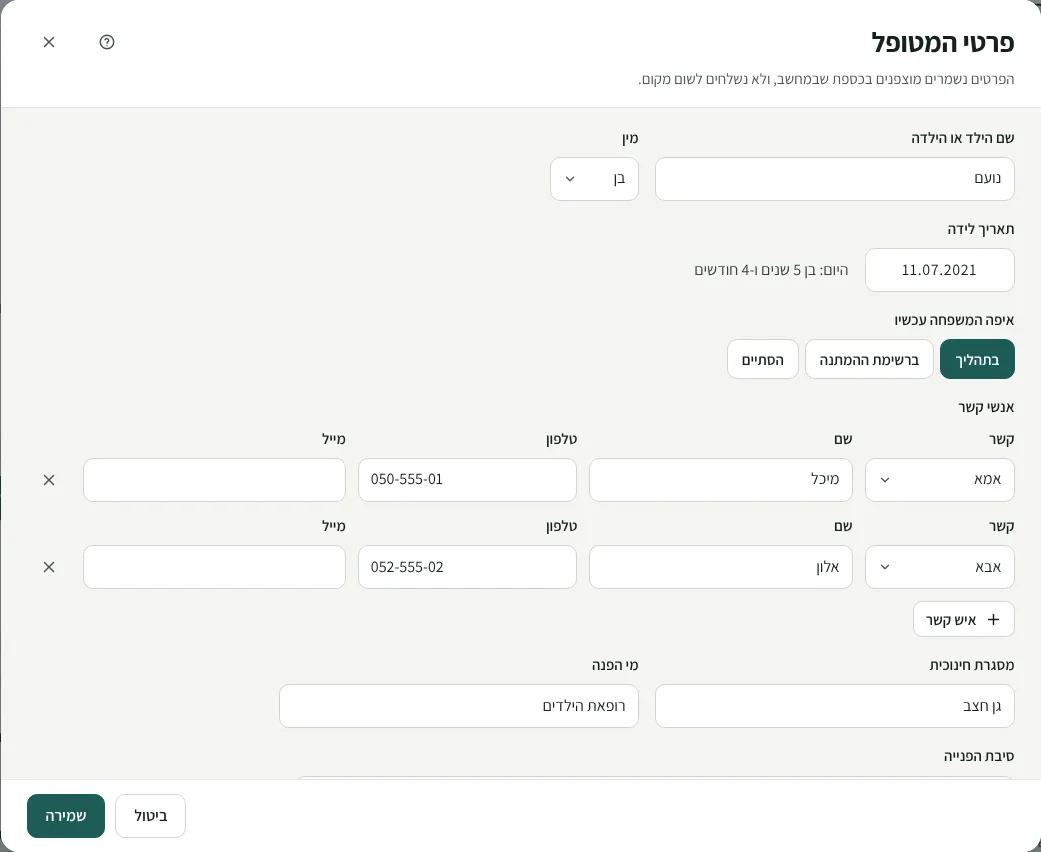 פרטי המטופל
הפרטים נשמרים מוצפנים בכספת שבמחשב, ולא נשלחים לשום מקום.
שם הילד או הילדה
מין
נועם
בן
תאריך לידה
11.07.2021
היום: בן 5 שנים ו-4 חודשים
איפה המשפחה עכשיו
בתהליך
ברשימת ההמתנה
הסתיים
אנשי קשר
קשר
שם
טלפון
מייל
אמא
מיכל
050-555-01
קשר
שם
טלפון
מייל
אבא
אלון
052-555-02
+ איש קשר
מסגרת חינוכית
מי הפנה
גן חצב
רופאת הילדים
סיבת הפנייה
ביטול
שמירה